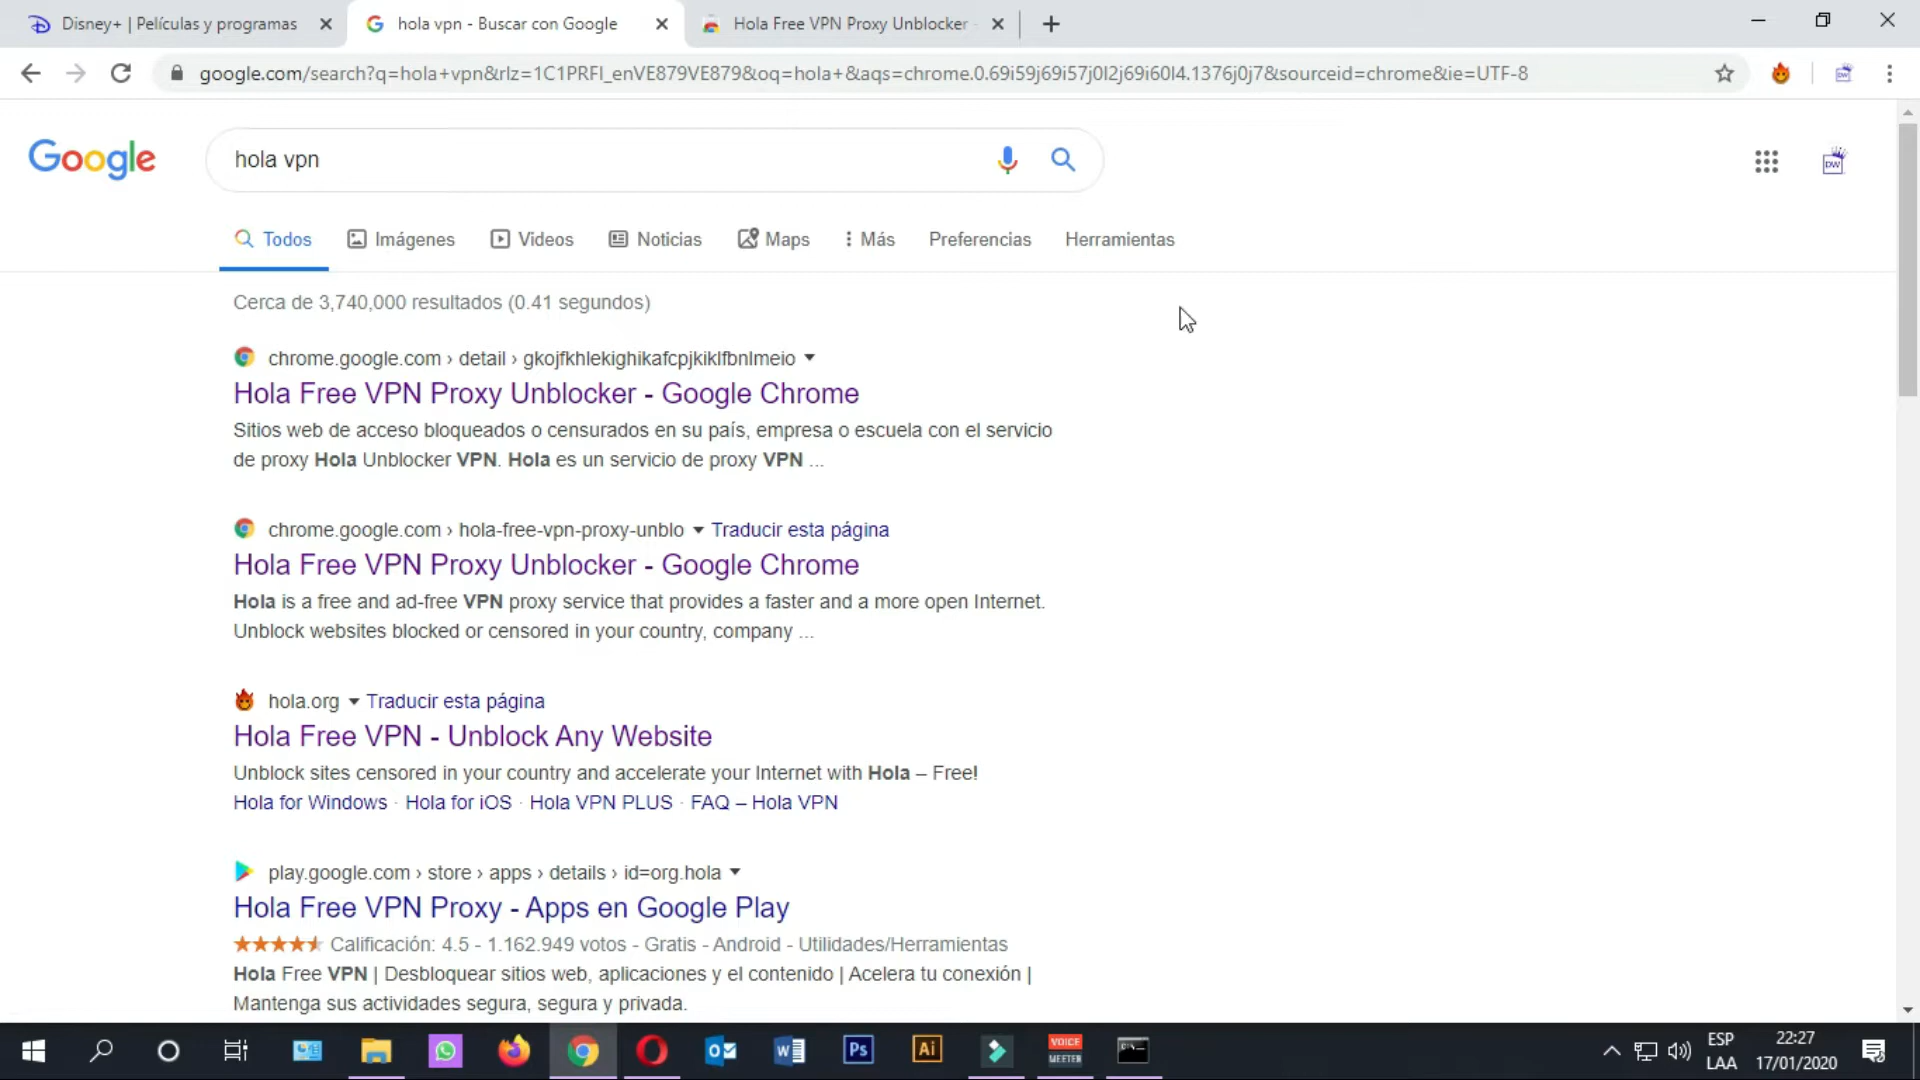 Disney+ | Películas y programas
hola vpn - Buscar con Google
Hola Free VPN Proxy Unblocker -
google.com/search?q=hola+vpn&rlz=1C1PRFI_enVE879VE879&oq=hola+&aqs=chrome.0.69i59j69i57j0l2j69i60l4.1376j0j7&sourceid=chrome&ie=UTF-8
Google
hola vpn
DW
Todos
Imágenes
Videos
Noticias
Maps
Más
Preferencias
Herramientas
Cerca de 3,740,000 resultados (0.41 segundos)
chrome.google.com › detail › gkojfkhlekighikafcpjkiklfbnlmeio
Hola Free VPN Proxy Unblocker - Google Chrome
Sitios web de acceso bloqueados o censurados en su país, empresa o escuela con el servicio
de proxy Hola Unblocker VPN. Hola es un servicio de proxy VPN ...
chrome.google.com › hola-free-vpn-proxy-unblo Traducir esta página
Hola Free VPN Proxy Unblocker - Google Chrome
Hola is a free and ad-free VPN proxy service that provides a faster and a more open Internet.
Unblock websites blocked or censored in your country, company ...
hola.org Traducir esta página
Hola Free VPN - Unblock Any Website
Unblock sites censored in your country and accelerate your Internet with Hola – Free!
Hola for Windows · Hola for iOS · Hola VPN PLUS · FAQ – Hola VPN
play.google.com › store › apps › details › id=org.hola
Hola Free VPN Proxy - Apps en Google Play
Calificación: 4.5 - 1.162.949 votos - Gratis - Android - Utilidades/Herramientas
Hola Free VPN | Desbloquear sitios web, aplicaciones y el contenido | Acelera tu conexión |
Mantenga sus actividades segura, segura y privada.
Ps
Ai
VOICE
MEETER
ESP
LAA
22:27
17/01/2020